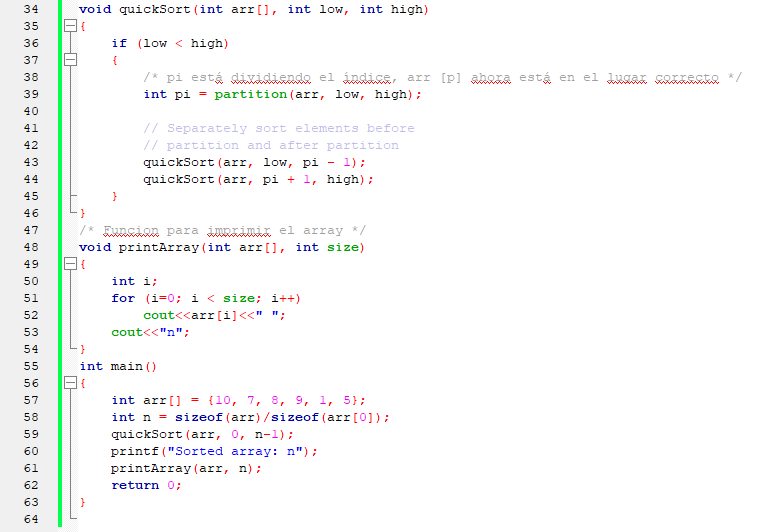 34 void quickSort(int arr[], int low, int high)
35 {
36 if (low < high)
37 {
38 /* pi está dividiendo el índice, arr [p] ahora está en el lugar correcto */
39 int pi = partition(arr, low, high);
40
41 // Separately sort elements before
42 // partition and after partition
43 quickSort(arr, low, pi - 1);
44 quickSort(arr, pi + 1, high);
45 }
46 }
47 /* Funcion para imprimir el array */
48 void printArray(int arr[], int size)
49 {
50 int i;
51 for (i=0; i < size; i++)
52 cout<<arr[i]<<" ";
53 cout<<"n";
54 }
55 int main()
56 {
57 int arr[] = {10, 7, 8, 9, 1, 5};
58 int n = sizeof(arr)/sizeof(arr[0]);
59 quickSort(arr, 0, n-1);
60 printf("Sorted array: n");
61 printArray(arr, n);
62 return 0;
63 }
64